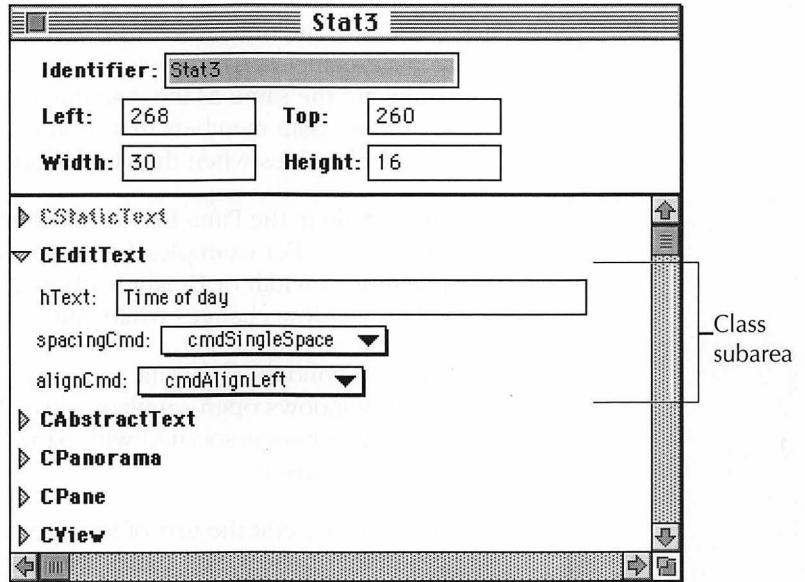 Stat3
Identifier: Stat3
Left: 268 Top: 260
Width: 30 Height: 16
CStaticText
CEditText
hText: Time of day
spacingCmd: cmdSingleSpace
alignCmd: cmdAlignLeft
CAbstractText
CPanorama
CPane
CView
Class
subarea